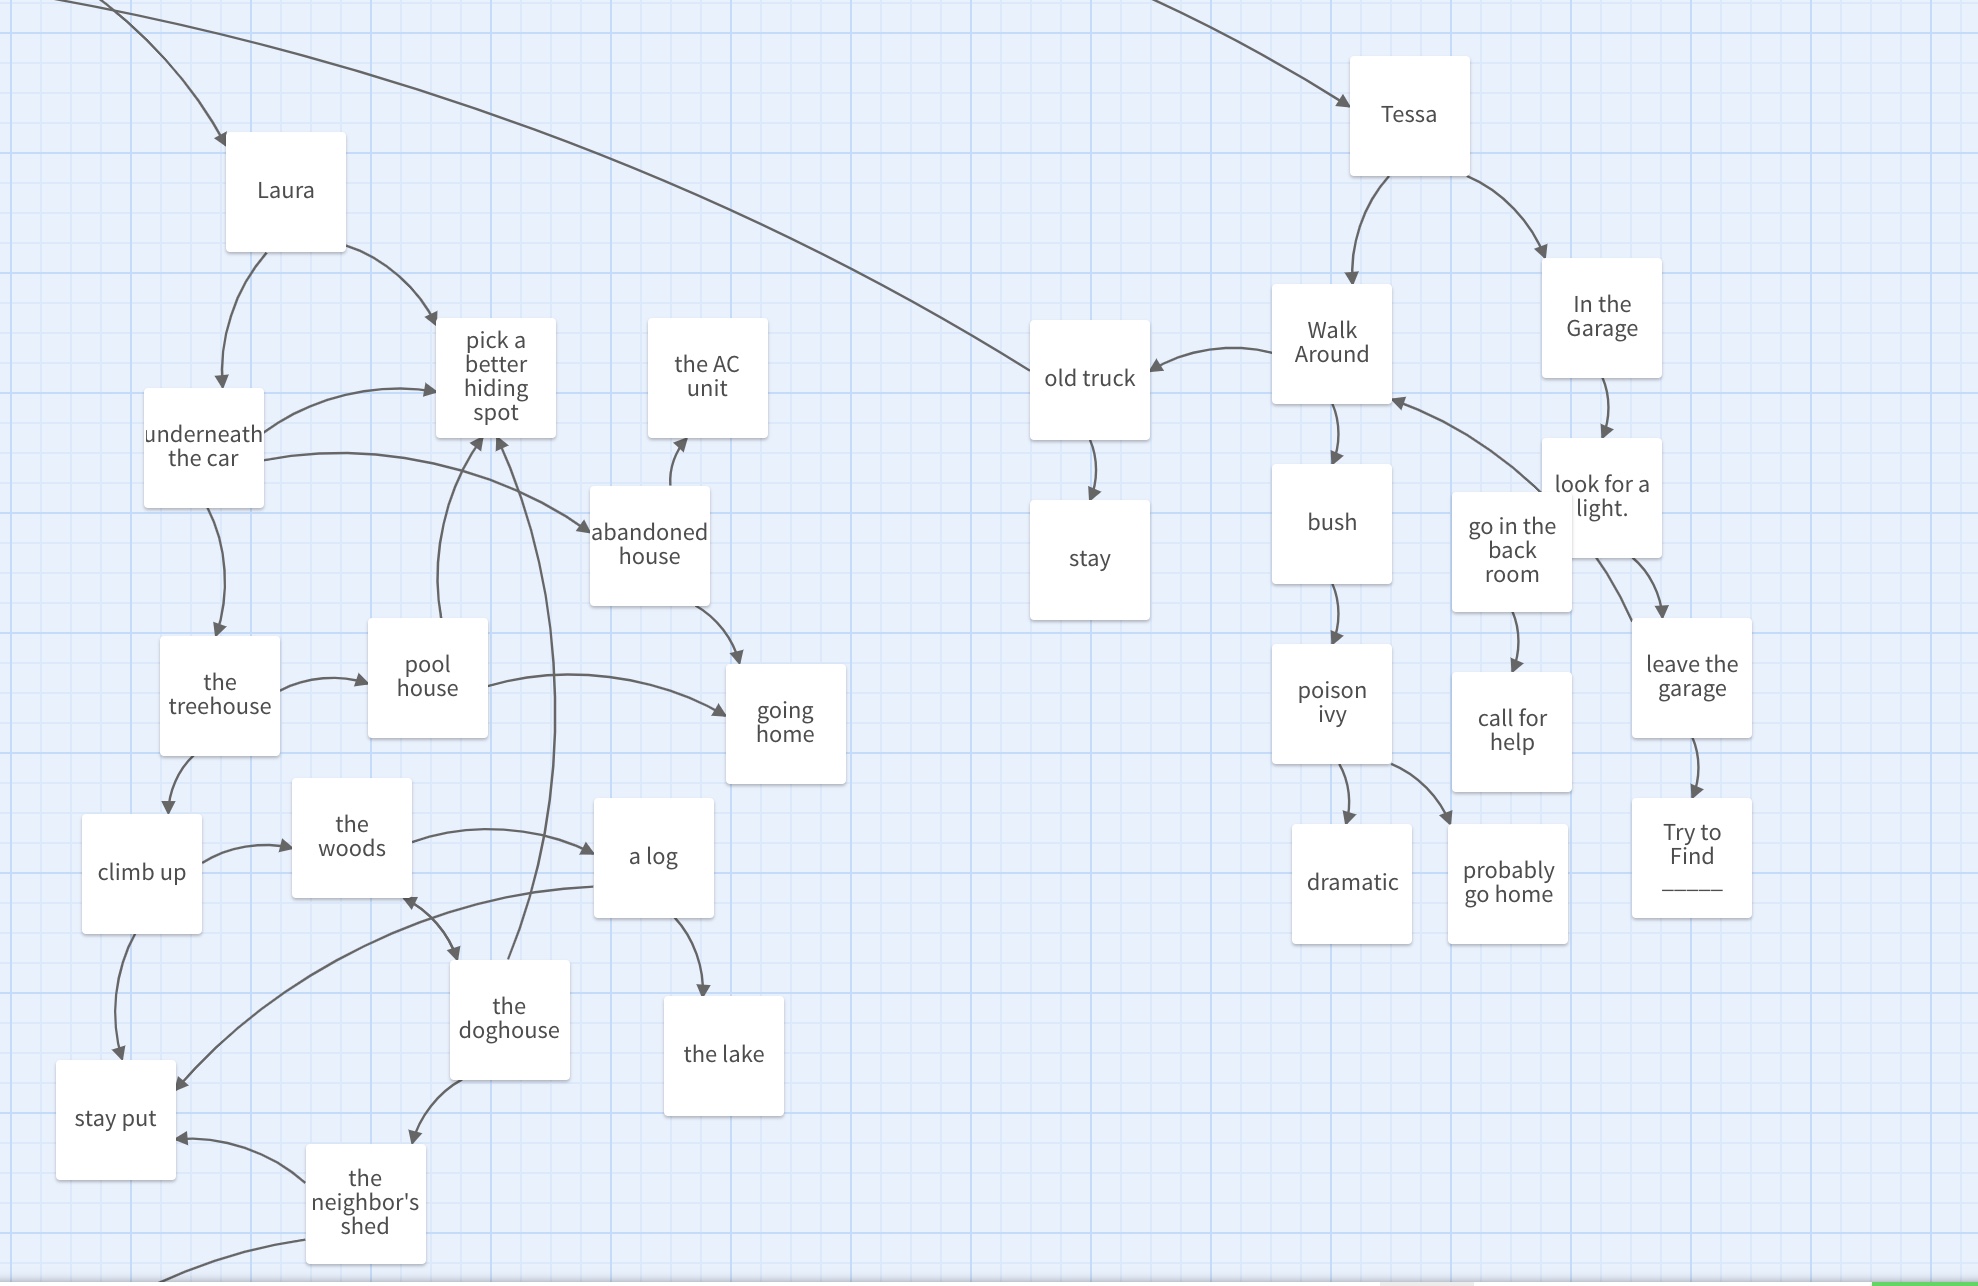 Tessa
Laura
In the
Garage
Walk
Around
pick a
better
hiding
spot
the AC
unit
old truck
underneath
the car
look for a
light.
bush
go in the
back
room
abandoned
house
stay
the
treehouse
pool
house
leave the
garage
poison
ivy
going
home
call for
help
the
woods
a log
climb up
dramatic
probably
go home
Try to
Find
_____
the
doghouse
the lake
stay put
the
neighbor's
shed